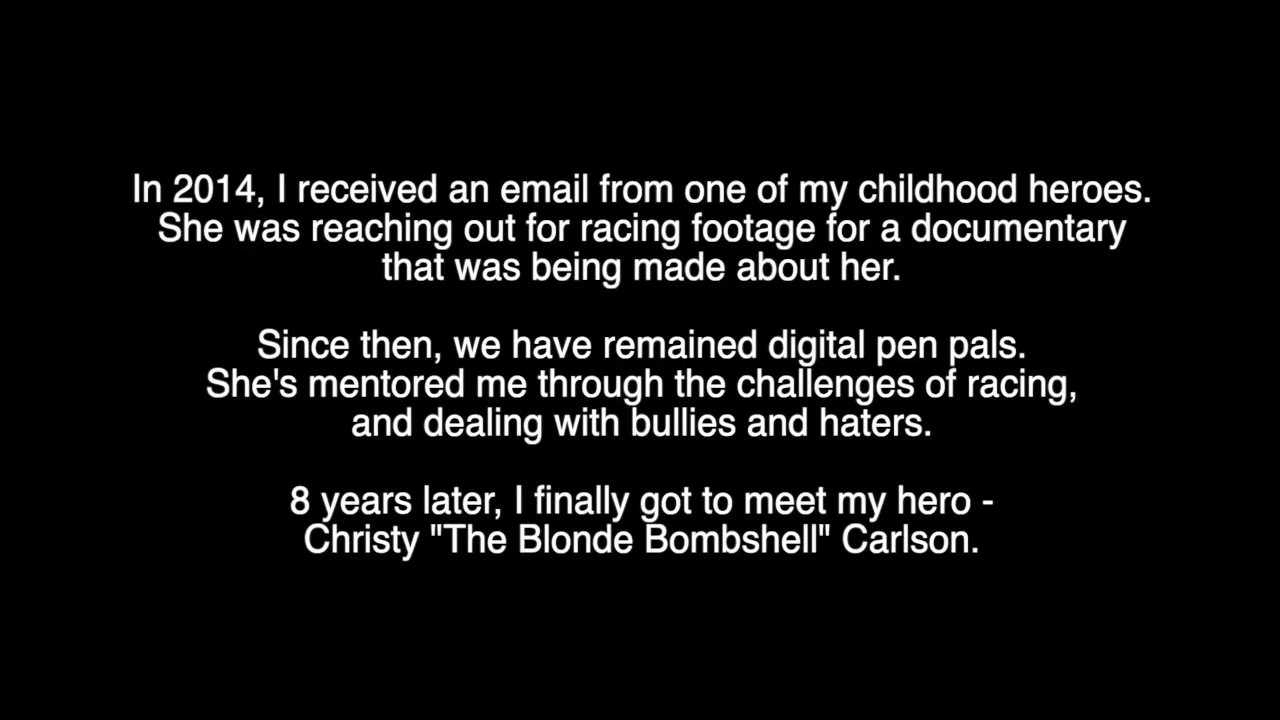 In 2014, I received an email from one of my childhood heroes.
She was reaching out for racing footage for a documentary
that was being made about her.
Since then, we have remained digital pen pals.
She's mentored me through the challenges of racing,
and dealing with bullies and haters.
8 years later, I finally got to meet my hero -
Christy "The Blonde Bombshell" Carlson.